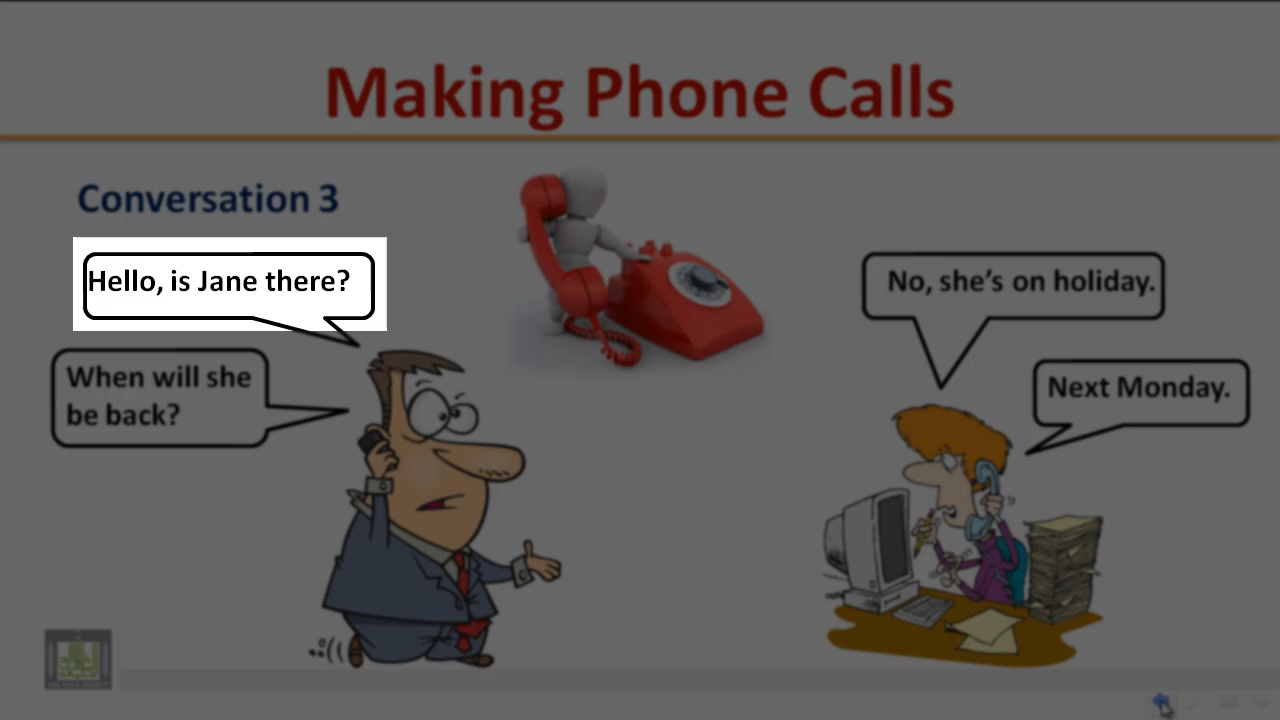 Making Phone Calls
Conversation 3
Hello, is Jane there?
No, she's on holiday.
When will she
be back?
Next Monday.